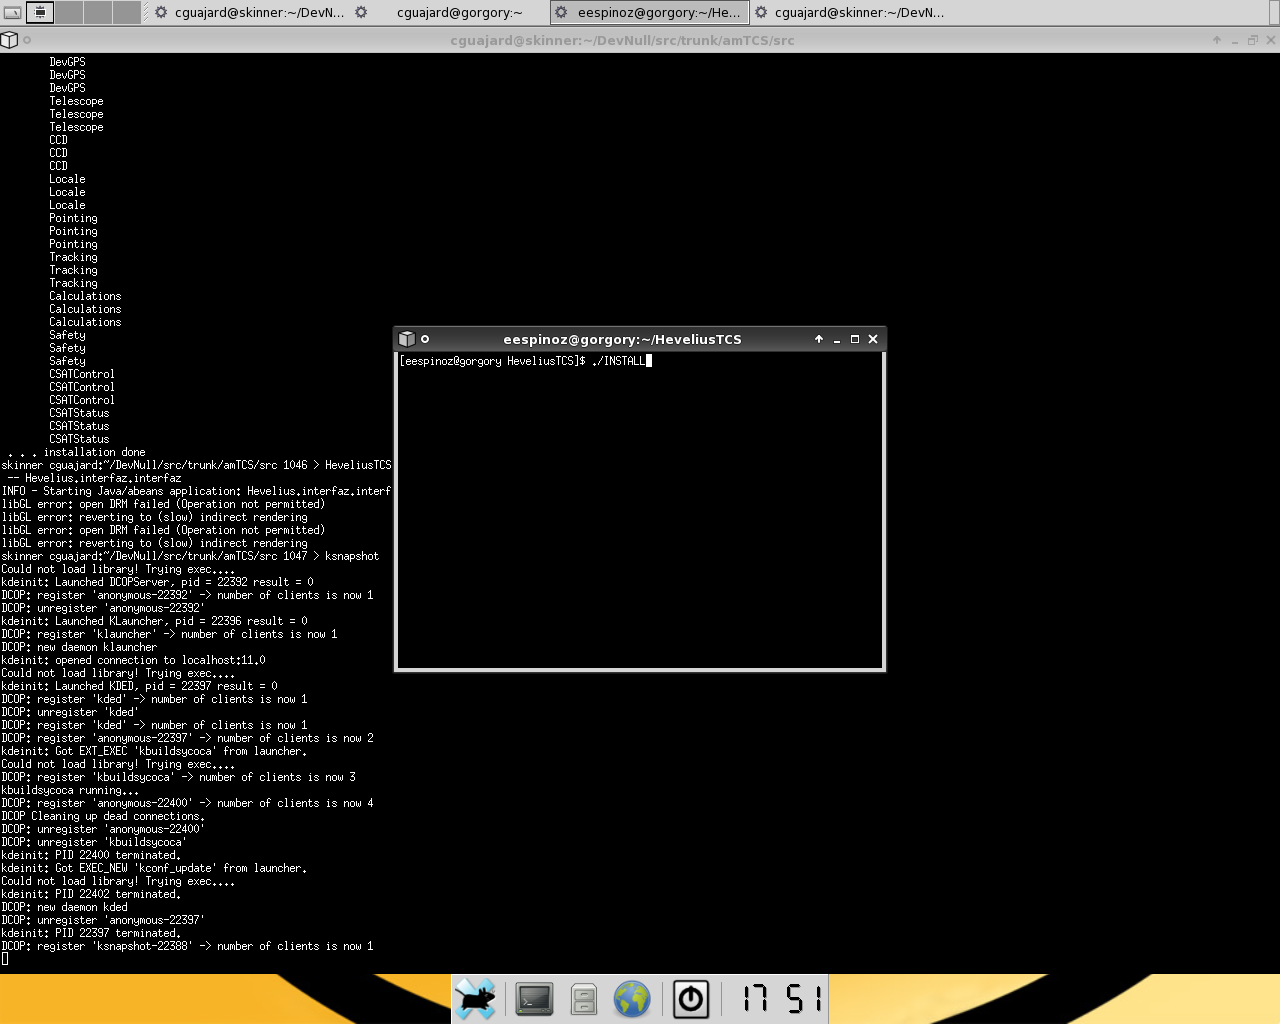 cguajard@skinner:~/DevN...
cguajard@gorgory:~
eespinoz@gorgory:~/He...
cguajard@skinner:~/DevN...
cguajard@skinner:~/DevNull/src/trunk/amTCS/src
DevGPS
DevGPS
DevGPS
Telescope
Telescope
Telescope
CCD
CCD
CCD
Locale
Locale
Locale
Pointing
Pointing
Pointing
Tracking
Tracking
Tracking
Calculations
Calculations
Calculations
Safety
Safety
Safety
CSATControl
CSATControl
CSATControl
CSATStatus
CSATStatus
CSATStatus
. . . installation done
skinner cguajard:~/DevNull/src/trunk/amTCS/src 1046 > HeveliusTCS
-- Hevelius.interfaz.interfaz
INFO - Starting Java/abeans application: Hevelius.interfaz.interf
libGL error: open DRM failed (Operation not permitted)
libGL error: reverting to (slow) indirect rendering
libGL error: open DRM failed (Operation not permitted)
libGL error: reverting to (slow) indirect rendering
skinner cguajard:~/DevNull/src/trunk/amTCS/src 1047 > ksnapshot
Could not load library! Trying exec....
kdeinit: Launched DCOPServer, pid = 22392 result = 0
DCOP: register 'anonymous-22392' -> number of clients is now 1
DCOP: unregister 'anonymous-22392'
kdeinit: Launched KLauncher, pid = 22396 result = 0
DCOP: register 'klauncher' -> number of clients is now 1
DCOP: new daemon klauncher
kdeinit: opened connection to localhost:11.0
Could not load library! Trying exec....
kdeinit: Launched KDED, pid = 22397 result = 0
DCOP: register 'kded' -> number of clients is now 1
DCOP: unregister 'kded'
DCOP: register 'kded' -> number of clients is now 1
DCOP: register 'anonymous-22397' -> number of clients is now 2
kdeinit: Got EXT_EXEC 'kbuildsycoca' from launcher.
Could not load library! Trying exec....
DCOP: register 'kbuildsycoca' -> number of clients is now 3
kbuildsycoca running...
DCOP: register 'anonymous-22400' -> number of clients is now 4
DCOP Cleaning up dead connections.
DCOP: unregister 'anonymous-22400'
DCOP: unregister 'kbuildsycoca'
kdeinit: PID 22400 terminated.
kdeinit: Got EXEC_NEW 'kconf_update' from launcher.
Could not load library! Trying exec....
kdeinit: PID 22402 terminated.
DCOP: new daemon kded
DCOP: unregister 'anonymous-22397'
kdeinit: PID 22397 terminated.
DCOP: register 'ksnapshot-22388' -> number of clients is now 1
eespinoz@gorgory:~/HeveliusTCS
[eespinoz@gorgory HeveliusTCS]$ ./INSTALL
17 51